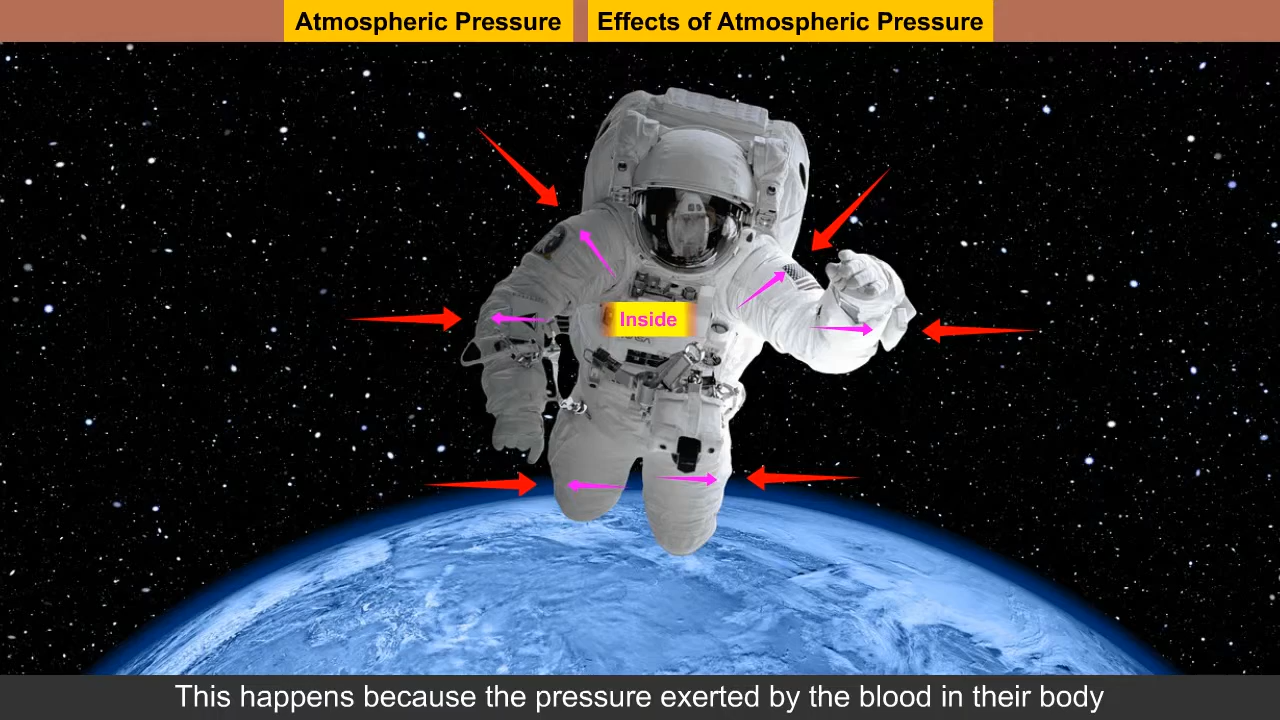 Atmospheric Pressure
Effects of Atmospheric Pressure
Inside
This happens because the pressure exerted by the blood in their body